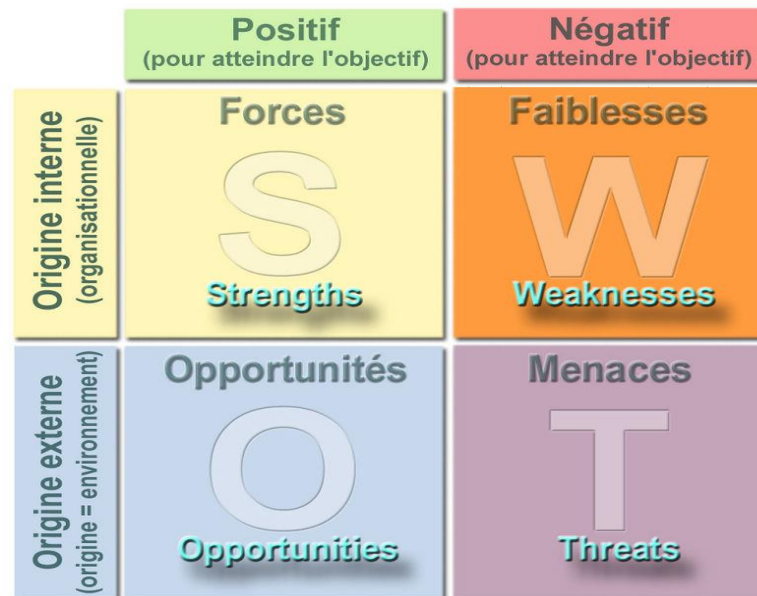 Positif
(pour atteindre l'objectif)
Négatif
(pour atteindre l'objectif)
Origine interne
(organisationnelle)
Forces
S
Strengths
Faiblesses
W
Weaknesses
Origine externe
(origine = environnement)
Opportunités
O
Opportunities
Menaces
T
Threats